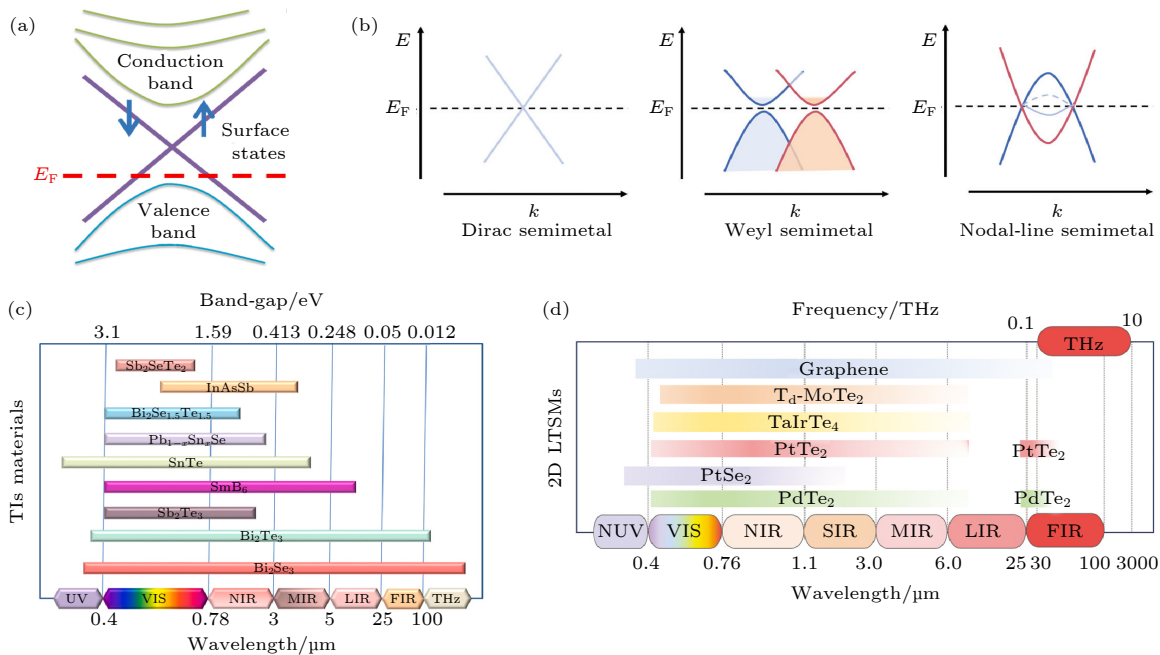 (a)
Conduction
band
Surface
states
E_F
Valence
band
(b)
E
E_F
k
Dirac semimetal
E
E_F
k
Weyl semimetal
E
E_F
k
Nodal-line semimetal
(c)
Band-gap/eV
3.1 1.59 0.413 0.248 0.05 0.012
TIs materials
Sb₂SeTe₂
InAsSb
Bi₂Se₁.₅Te₁.₅
Pb₁₋ₓSnₓSe
SnTe
SmB₆
Sb₂Te₃
Bi₂Te₃
Bi₂Se₃
UV VIS NIR MIR LIR FIR THz
0.4 0.78 3 5 25 100
Wavelength/µm
(d)
Frequency/THz
0.1 10
THz
2D LTSMs
Graphene
T_d-MoTe₂
TaIrTe₄
PtTe₂ PtTe₂
PtSe₂
PdTe₂ PdTe₂
NUV VIS NIR SIR MIR LIR FIR
0.4 0.76 1.1 3.0 6.0 25 30 100 3000
Wavelength/µm